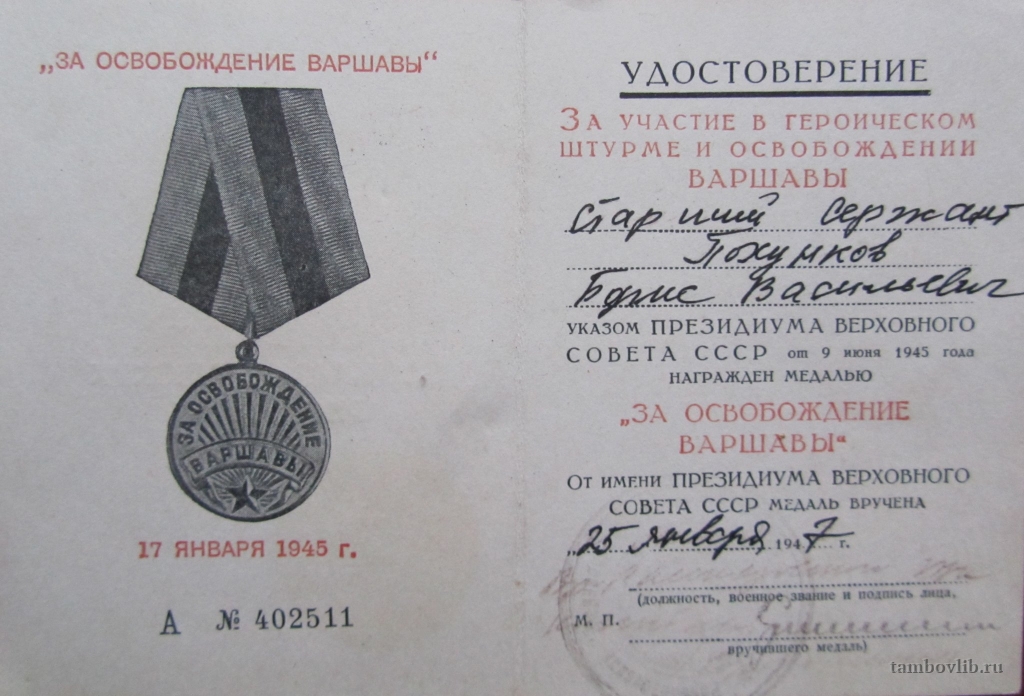 „ЗА ОСВОБОЖДЕНИЕ ВАРШАВЫ“
ЗА ОСВОБОЖДЕНИЕ
ВАРШАВЫ
17 ЯНВАРЯ 1945 г.
А № 402511
УДОСТОВЕРЕНИЕ
ЗА УЧАСТИЕ В ГЕРОИЧЕСКОМ
ШТУРМЕ И ОСВОБОЖДЕНИИ
ВАРШАВЫ
Старший сержант
Похунков
Борис Васильевич
УКАЗОМ ПРЕЗИДИУМА ВЕРХОВНОГО
СОВЕТА СССР от 9 июня 1945 года
НАГРАЖДЕН МЕДАЛЬЮ
„ЗА ОСВОБОЖДЕНИЕ
ВАРШАВЫ“
ОТ ИМЕНИ ПРЕЗИДИУМА ВЕРХОВНОГО
СОВЕТА СССР МЕДАЛЬ ВРУЧЕНА
„25 января 1947 г.
(должность, военное звание и подпись лица,
М. П.
вручившего медаль)
tambovlib.ru